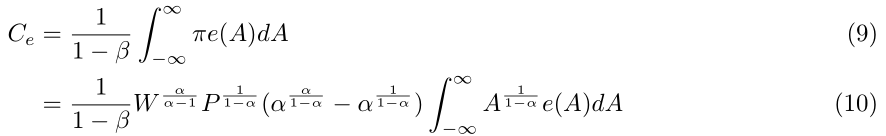 $C_e = \frac{1}{1-\beta} \int_{-\infty}^{\infty} \pi e(A)dA$ (9)
$= \frac{1}{1-\beta} W^{\frac{\alpha}{\alpha-1}} P^{\frac{1}{1-\alpha}} (\alpha^{\frac{\alpha}{1-\alpha}} - \alpha^{\frac{1}{1-\alpha}}) \int_{-\infty}^{\infty} A^{\frac{1}{1-\alpha}} e(A)dA$ (10)